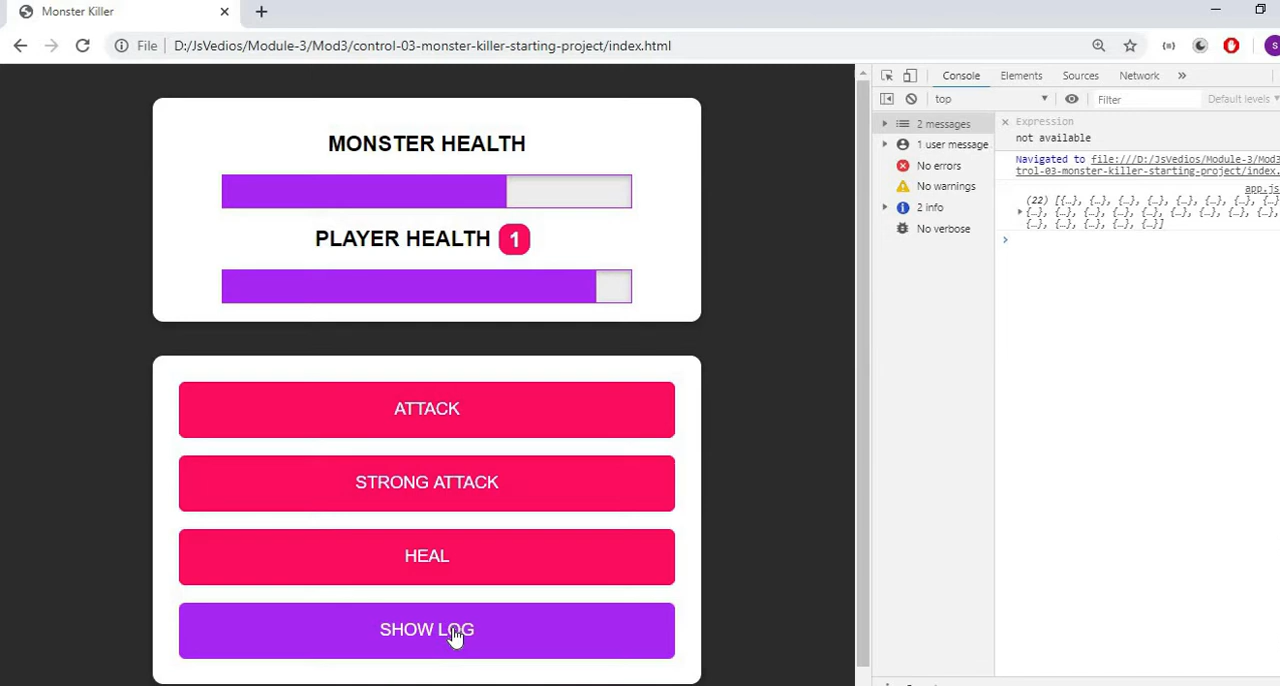 Monster Killer
File D:/JsVedios/Module-3/Mod3/control-03-monster-killer-starting-project/index.html
s
MONSTER HEALTH
PLAYER HEALTH 1
ATTACK
STRONG ATTACK
HEAL
SHOW LOG
Console Elements Sources Network »
top Filter Default levels
2 messages
1 user message
No errors
No warnings
2 info
No verbose
Expression
not available
Navigated to file:///D:/JsVedios/Module-3/Mod3
trol-03-monster-killer-starting-project/index.
app.js
(22) [{…}, {…}, {…}, {…}, {…}, {…}, {…}, {…}
{…}, {…}, {…}, {…}, {…}, {…}, {…}, {…}, {…},
{…}, {…}, {…}, {…}, {…}]